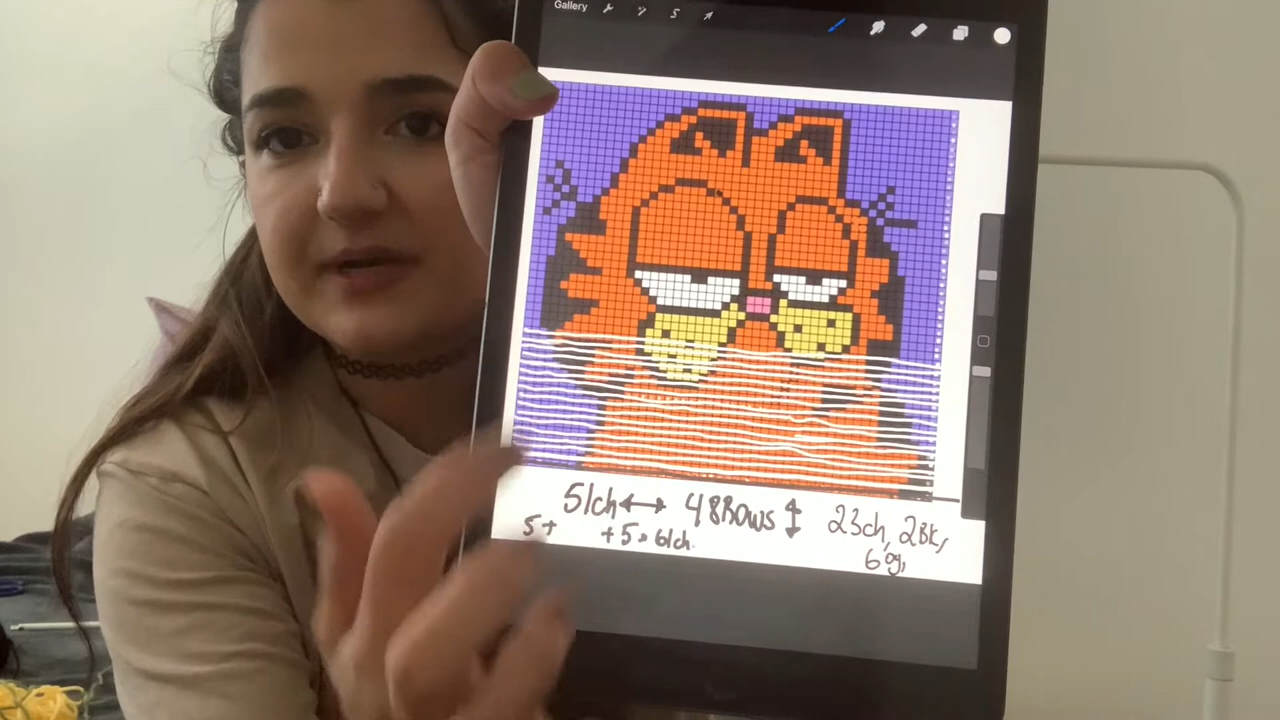 Gallery
51ch ↔ 48Rows ↕ 23ch, 2BK,
5+ +5=61ch. 6og,